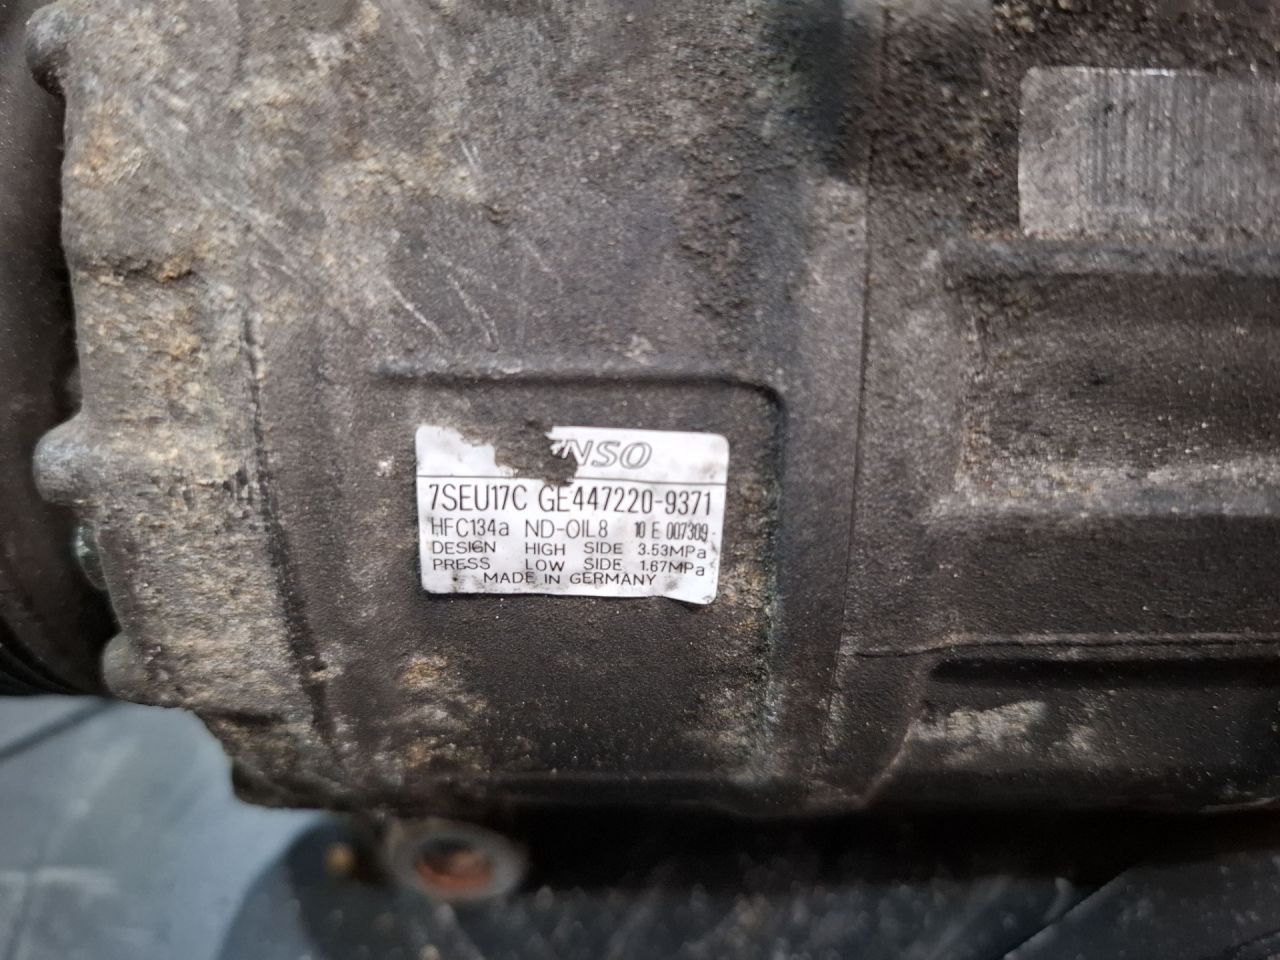 NSO
7SEU17C GE447220-9371
HFC134a ND-OIL8 10 E 007309
DESIGN HIGH SIDE 3.53MPa
PRESS LOW SIDE 1.67MPa
MADE IN GERMANY